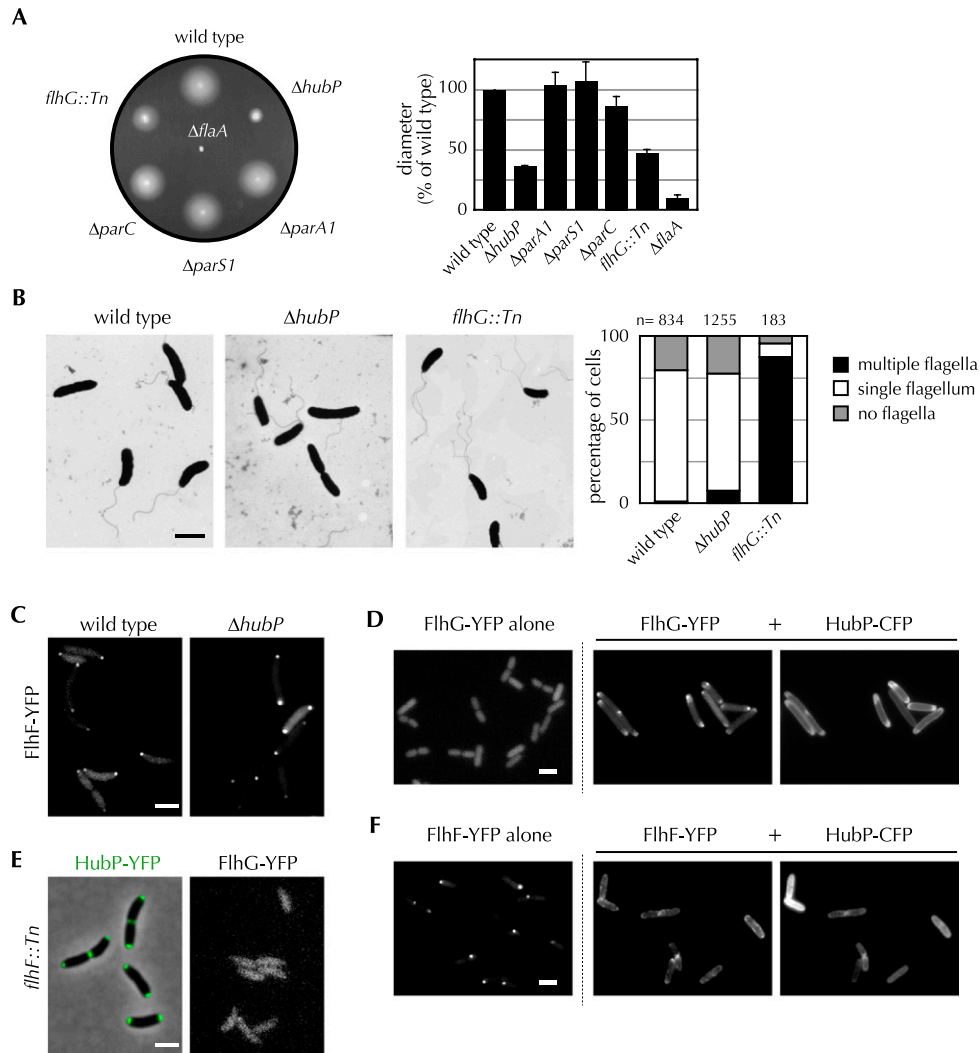 A
wild type
flhG::Tn
ΔhubP
ΔflaA
ΔparC
ΔparA1
ΔparS1
diameter
(% of wild type)
100
50
0
wild type
ΔhubP
ΔparA1
ΔparS1
ΔparC
flhG::Tn
ΔflaA
B
wild type
ΔhubP
flhG::Tn
n= 834 1255 183
percentage of cells
100
50
0
wild type
ΔhubP
flhG::Tn
multiple flagella
single flagellum
no flagella
C
wild type
ΔhubP
FlhF-YFP
D
FlhG-YFP alone
FlhG-YFP + HubP-CFP
E
HubP-YFP
FlhG-YFP
flhF::Tn
F
FlhF-YFP alone
FlhF-YFP + HubP-CFP